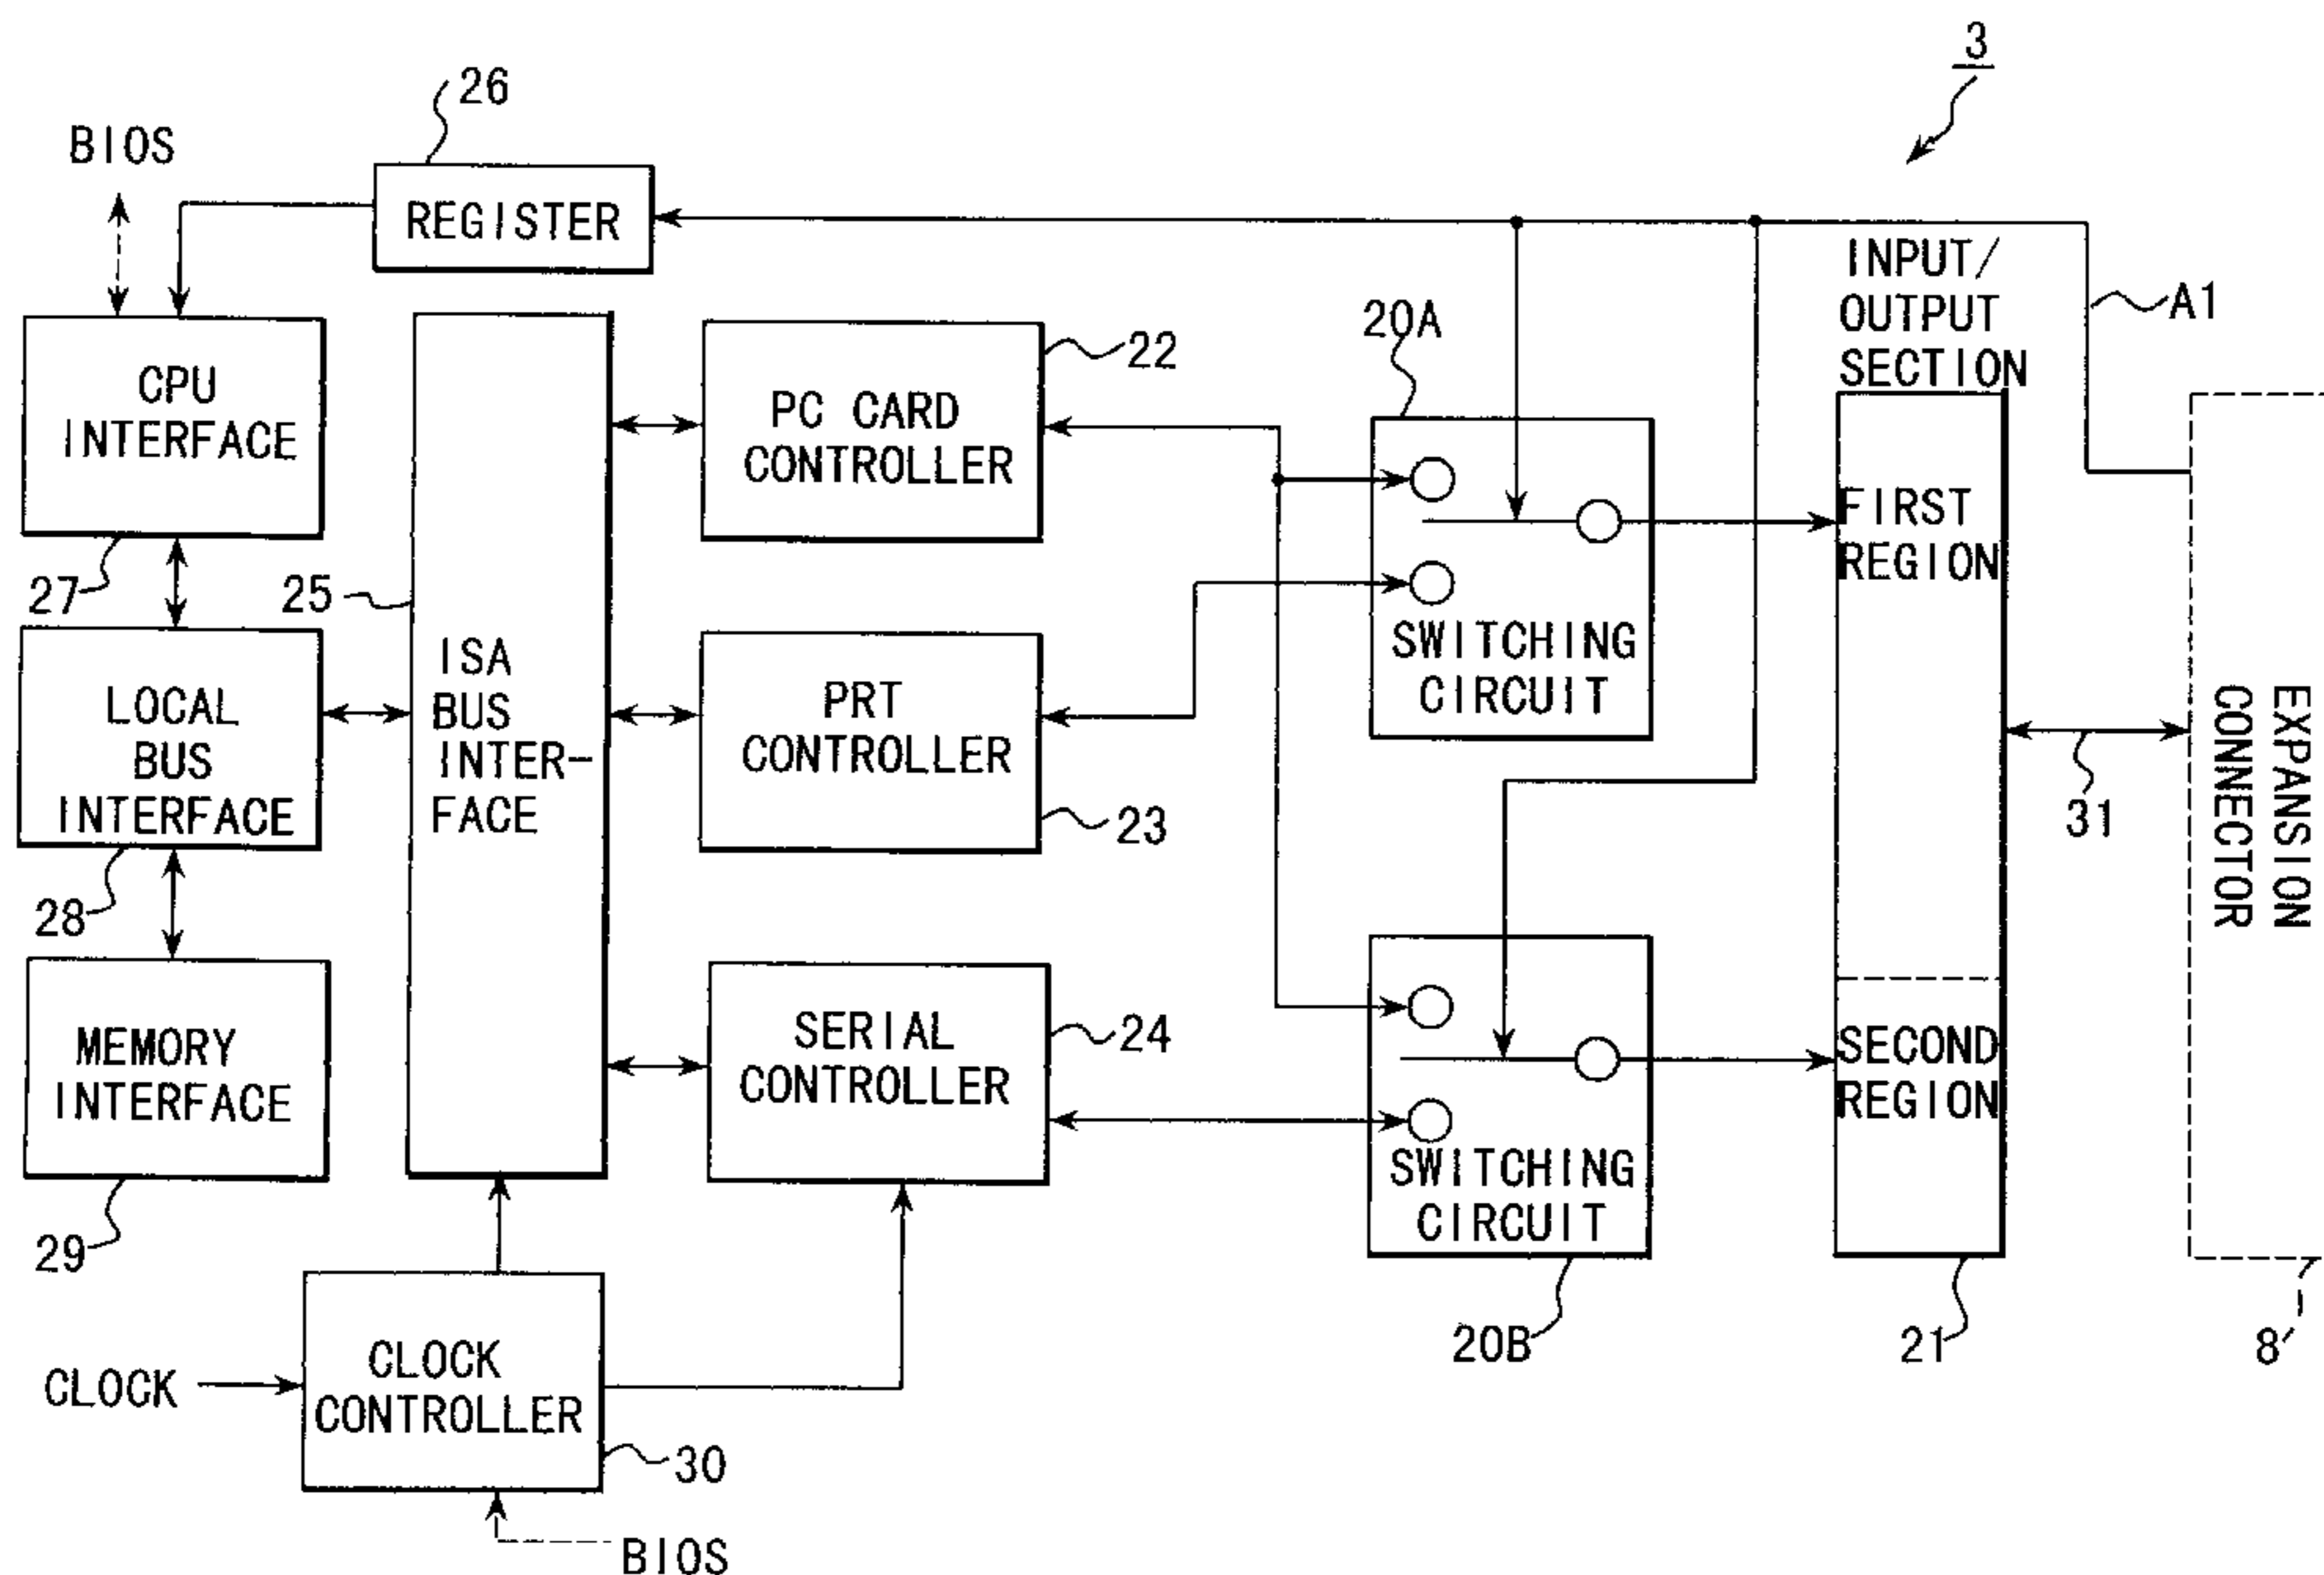 3
26
BIOS
REGISTER
INPUT/
OUTPUT
SECTION
A1
20A
22
CPU
INTERFACE
PC CARD
CONTROLLER
FIRST
REGION
27
25
ISA
BUS
INTER-
FACE
SWITCHING
CIRCUIT
LOCAL
BUS
INTERFACE
PRT
CONTROLLER
23
31
EXPANSION
CONNECTOR
28
MEMORY
INTERFACE
SERIAL
CONTROLLER
24
SECOND
REGION
SWITCHING
CIRCUIT
29
CLOCK
CLOCK
CONTROLLER
20B
21
8
30
BIOS